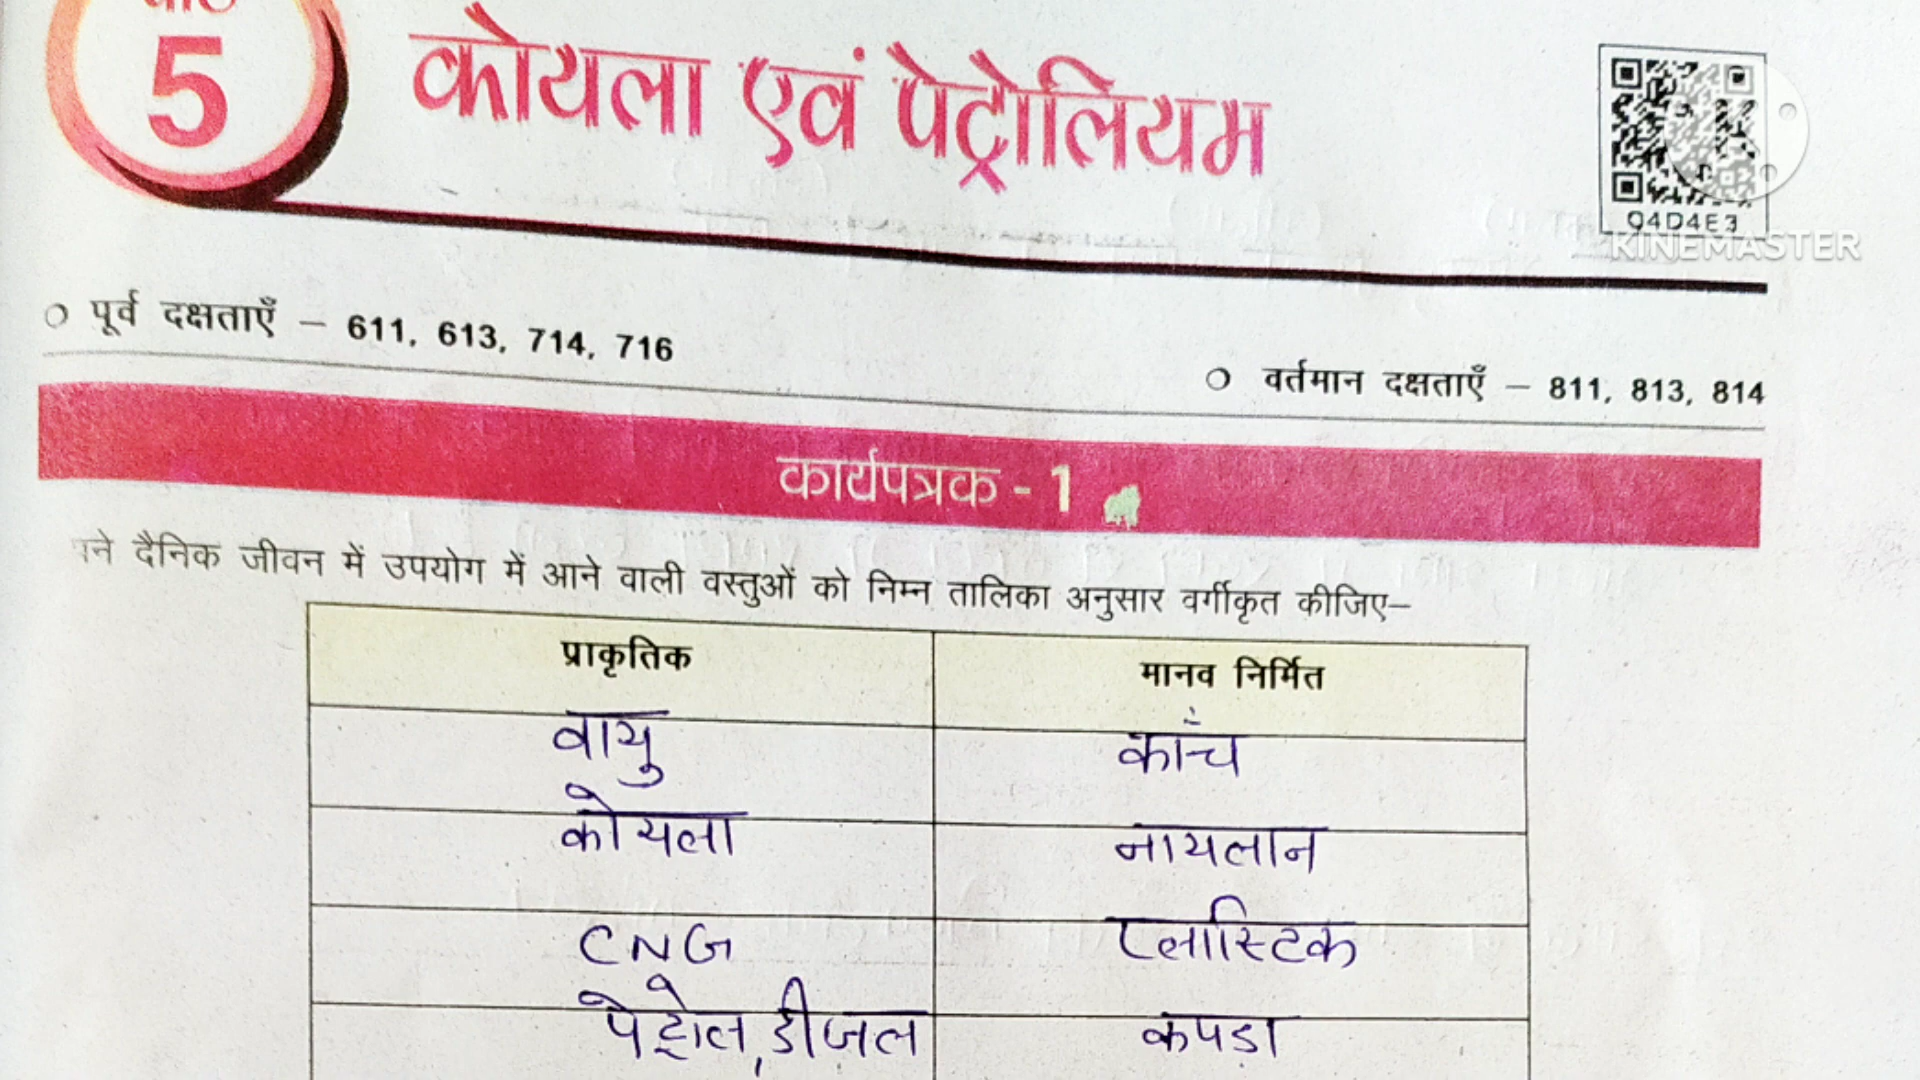 5
कोयला एवं पेट्रोलियम
Q4D4E3
KINEMASTER
पूर्व दक्षताएँ – 611, 613, 714, 716
वर्तमान दक्षताएँ – 811, 813, 814
कार्यपत्रक - 1
दैनिक जीवन में उपयोग में आने वाली वस्तुओं को निम्न तालिका अनुसार वर्गीकृत कीजिए–
प्राकृतिक मानव निर्मित
वायु काँच
कोयला नायलान
CNG प्लास्टिक
पेट्रोल, डीजल कपडा